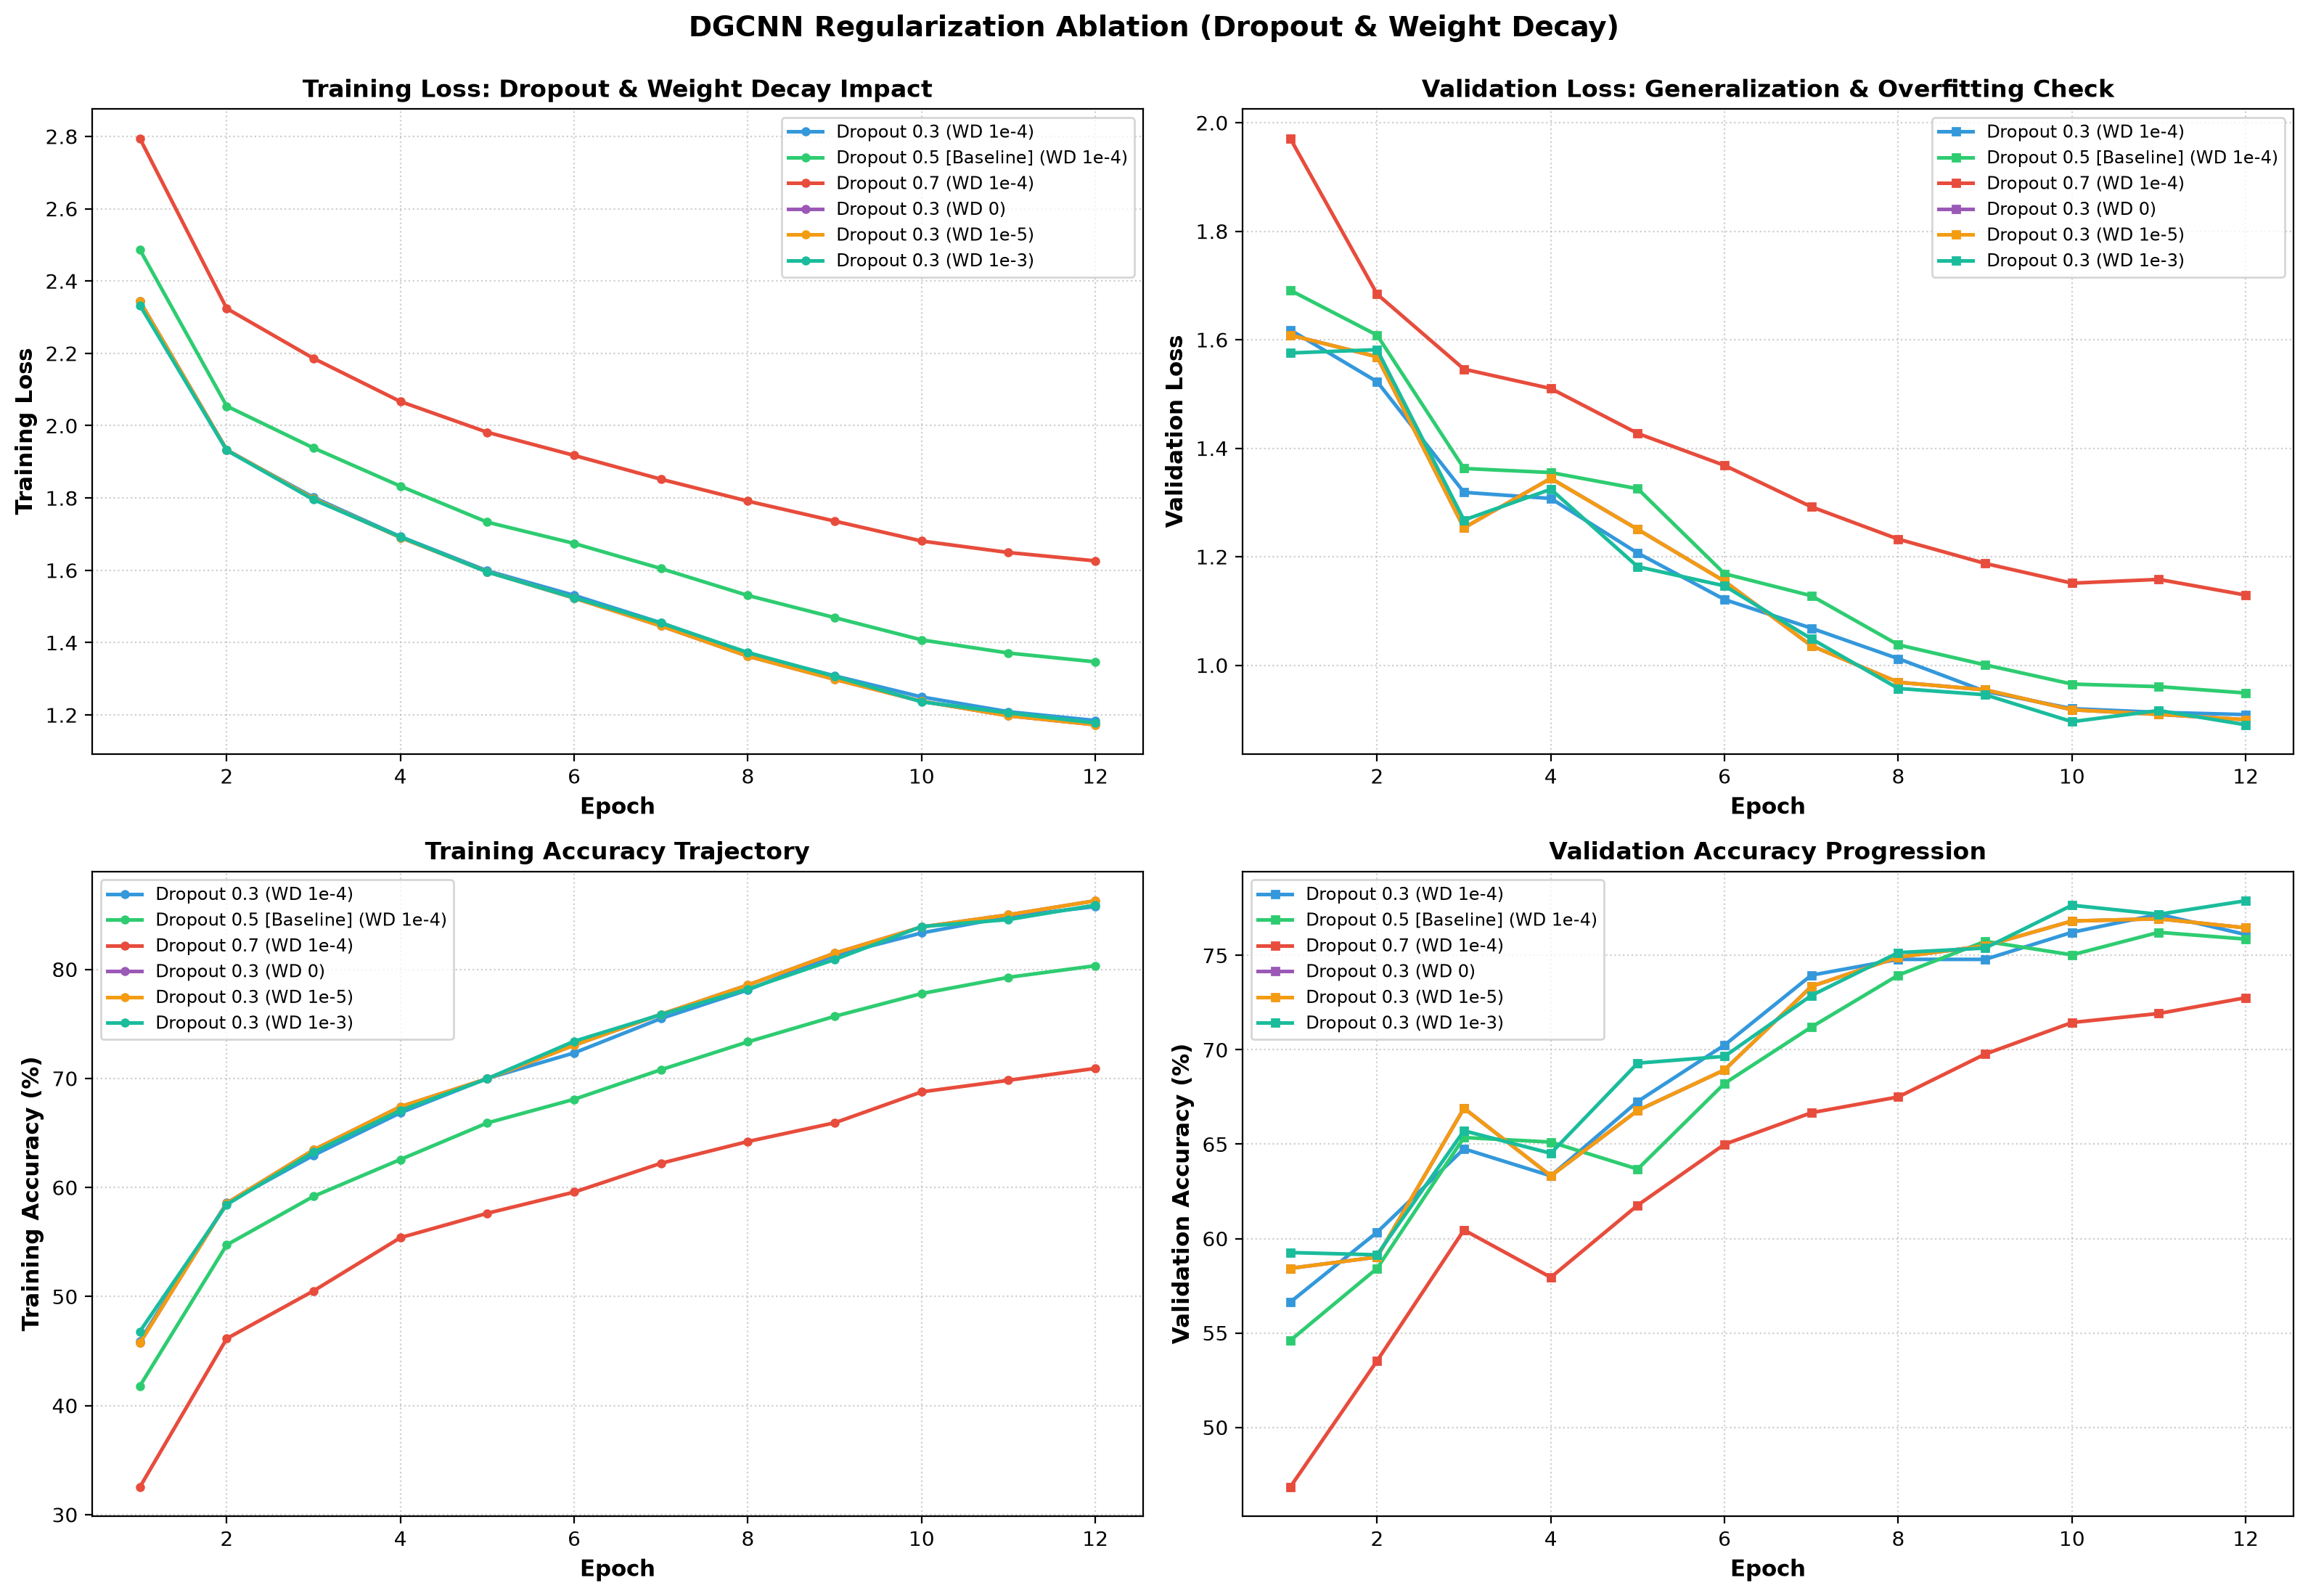 DGCNN Regularization Ablation (Dropout & Weight Decay)
Training Loss: Dropout & Weight Decay Impact
Training Loss
2.8
2.6
2.4
2.2
2.0
1.8
1.6
1.4
1.2
Dropout 0.3 (WD 1e-4)
Dropout 0.5 [Baseline] (WD 1e-4)
Dropout 0.7 (WD 1e-4)
Dropout 0.3 (WD 0)
Dropout 0.3 (WD 1e-5)
Dropout 0.3 (WD 1e-3)
2 4 6 8 10 12
Epoch
Validation Loss: Generalization & Overfitting Check
Validation Loss
2.0
1.8
1.6
1.4
1.2
1.0
Dropout 0.3 (WD 1e-4)
Dropout 0.5 [Baseline] (WD 1e-4)
Dropout 0.7 (WD 1e-4)
Dropout 0.3 (WD 0)
Dropout 0.3 (WD 1e-5)
Dropout 0.3 (WD 1e-3)
2 4 6 8 10 12
Epoch
Training Accuracy Trajectory
Training Accuracy (%)
80
70
60
50
40
30
Dropout 0.3 (WD 1e-4)
Dropout 0.5 [Baseline] (WD 1e-4)
Dropout 0.7 (WD 1e-4)
Dropout 0.3 (WD 0)
Dropout 0.3 (WD 1e-5)
Dropout 0.3 (WD 1e-3)
2 4 6 8 10 12
Epoch
Validation Accuracy Progression
Validation Accuracy (%)
75
70
65
60
55
50
Dropout 0.3 (WD 1e-4)
Dropout 0.5 [Baseline] (WD 1e-4)
Dropout 0.7 (WD 1e-4)
Dropout 0.3 (WD 0)
Dropout 0.3 (WD 1e-5)
Dropout 0.3 (WD 1e-3)
2 4 6 8 10 12
Epoch